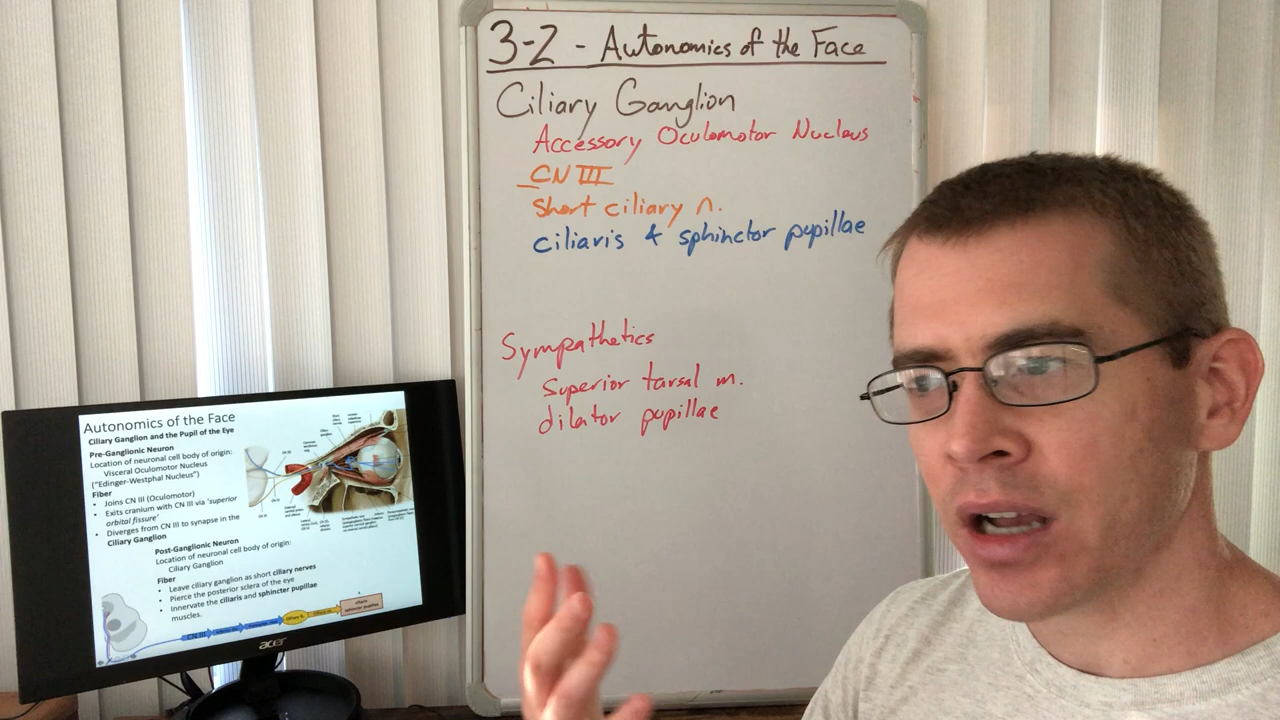 3-2 - Autonomics of the Face
Ciliary Ganglion
Accessory Oculomotor Nucleus
CN III
Short ciliary n.
ciliaris & sphinctor pupillae
Sympathetics
Superior tarsal m.
dilator pupillae
Autonomics of the Face
Ciliary Ganglion and the Pupil of the Eye
Pre-Ganglionic Neuron
Location of neuronal cell body of origin:
Visceral Oculomotor Nucleus
("Edinger-Westphal Nucleus")
Fiber
• Joins CN III (Oculomotor)
• Exits cranium with CN III via 'superior
orbital fissure'
• Diverges from CN III to synapse in the
Ciliary Ganglion
Post-Ganglionic Neuron
Location of neuronal cell body of origin:
Ciliary Ganglion
Fiber
• Leave ciliary ganglion as short ciliary nerves
• Pierce the posterior sclera of the eye
• Innervate the ciliaris and sphincter pupillae
muscles.
CN III
ciliaris
sphincter pupillae
acer